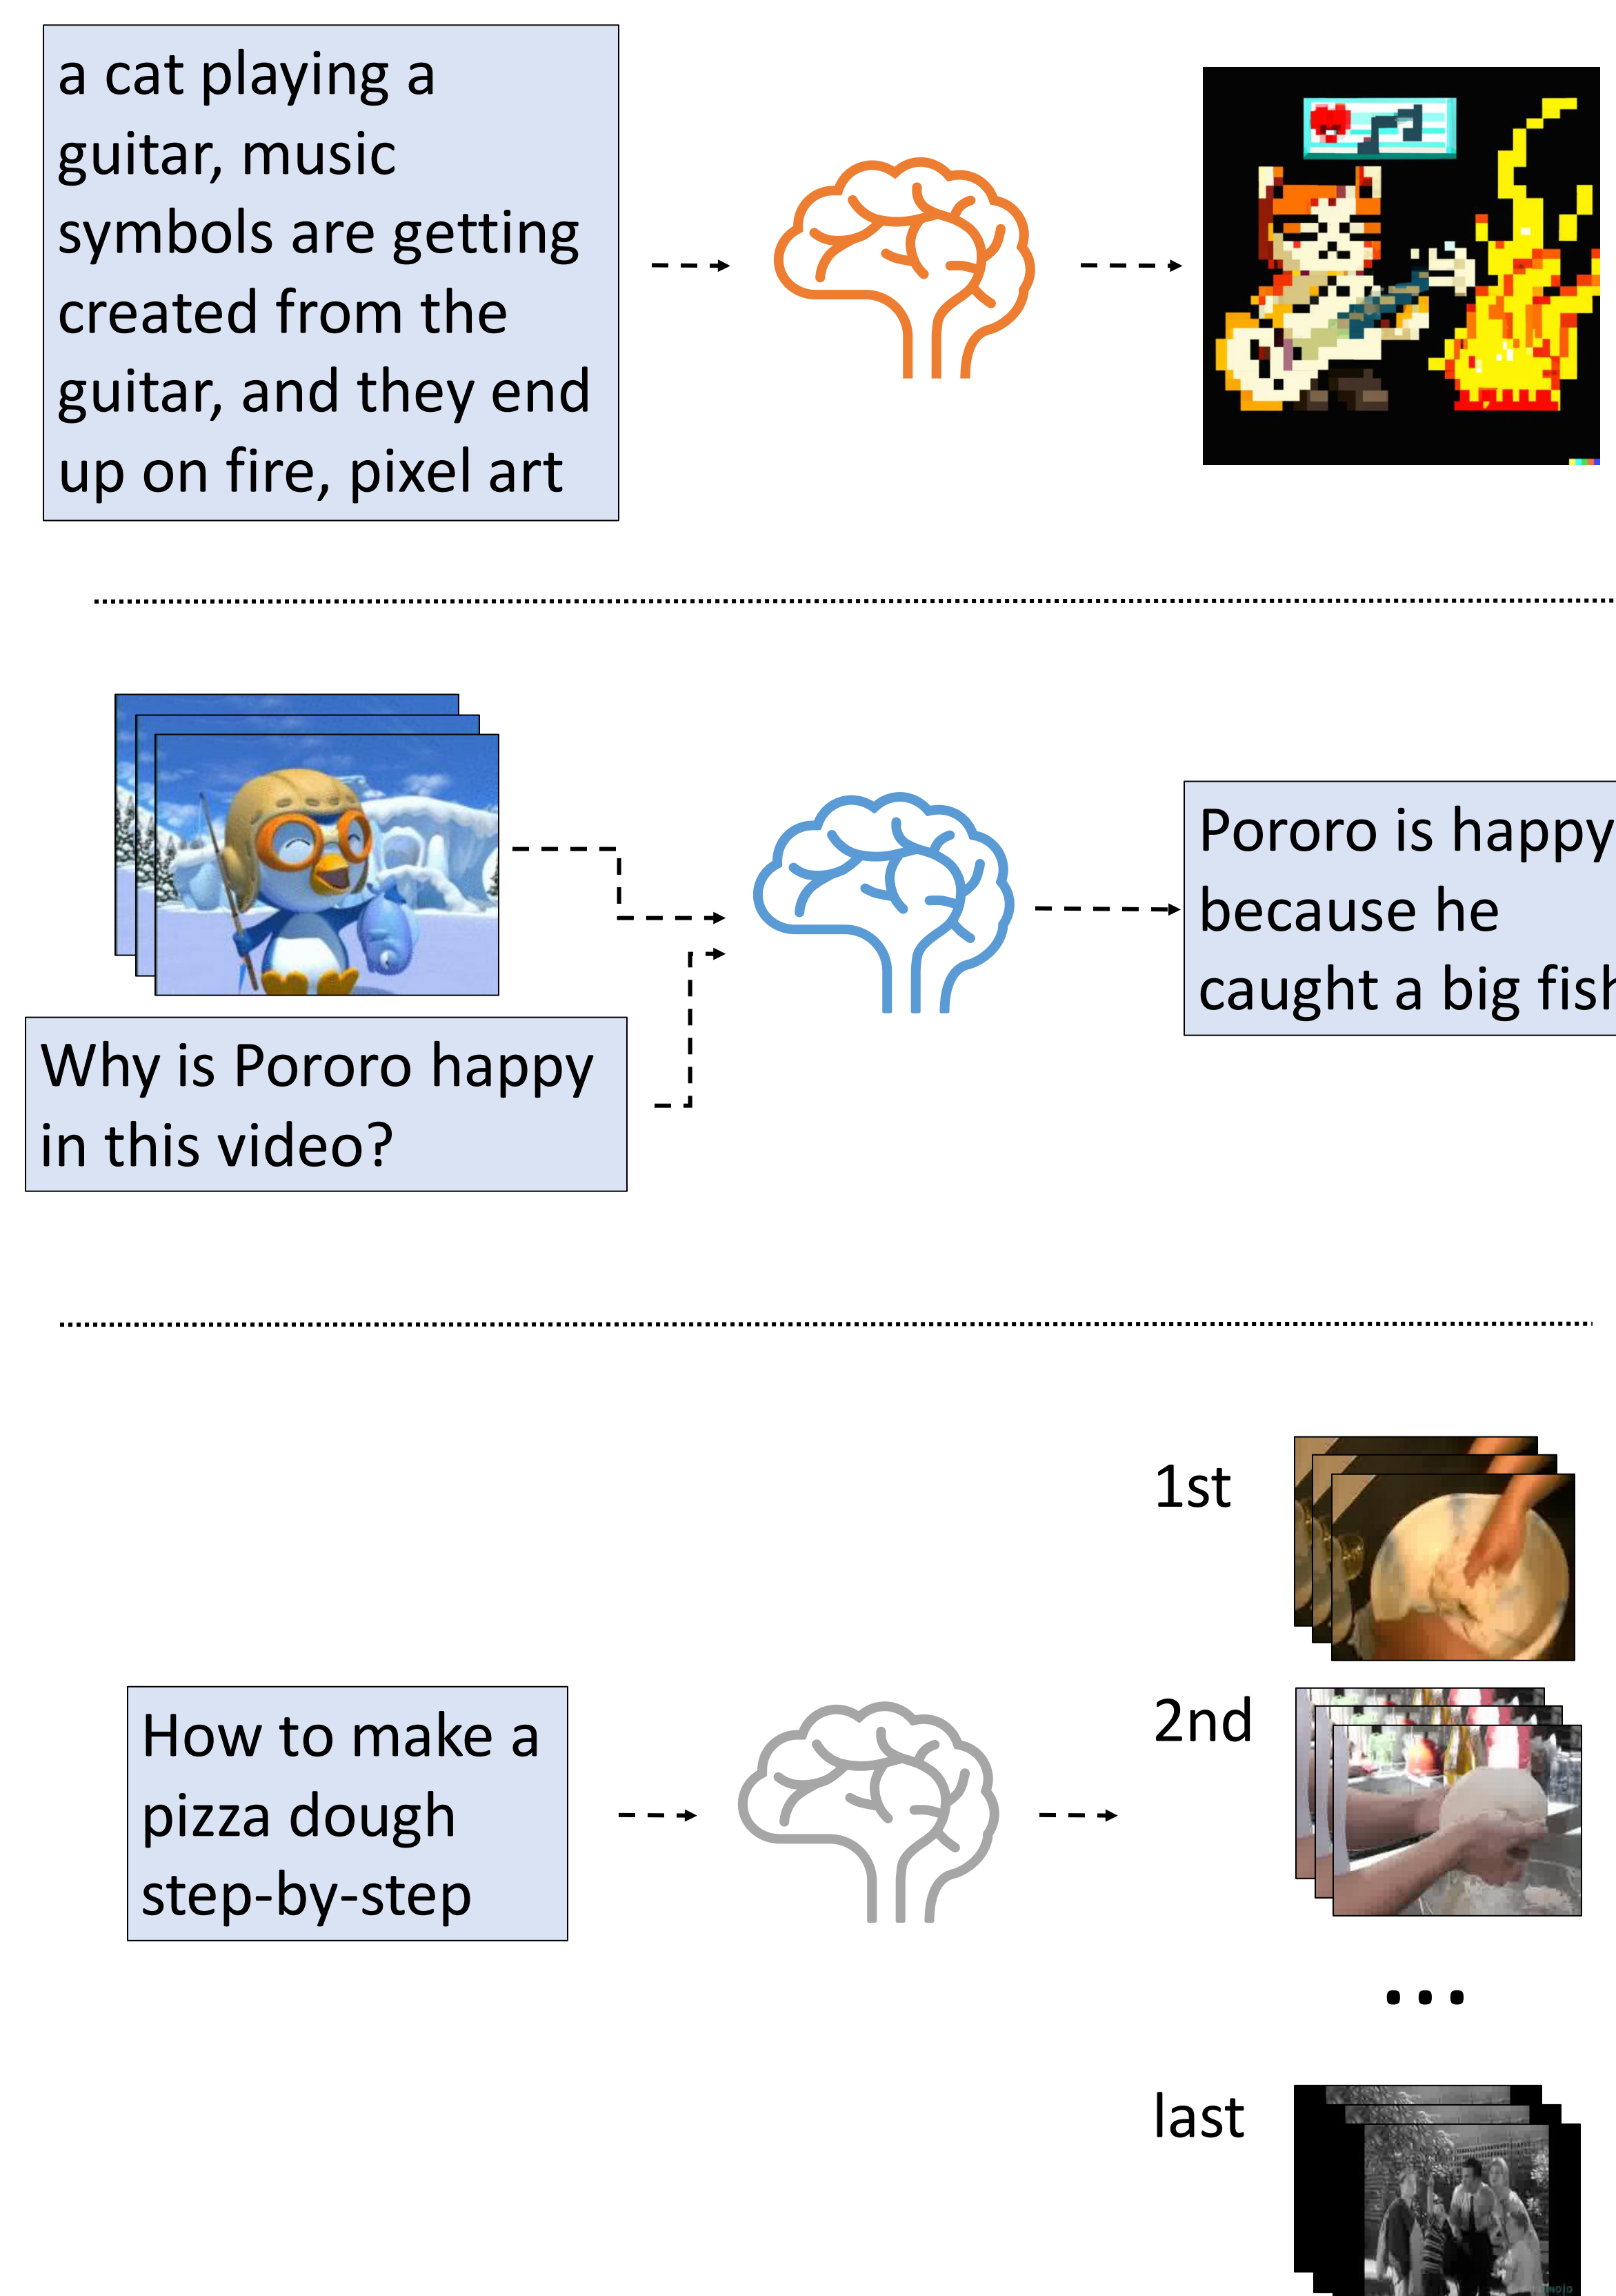 a cat playing a
guitar, music
symbols are getting
created from the
guitar, and they end
up on fire, pixel art
Pororo is happy
because he
caught a big fish
Why is Pororo happy
in this video?
1st
2nd
How to make a
pizza dough
step-by-step
...
last